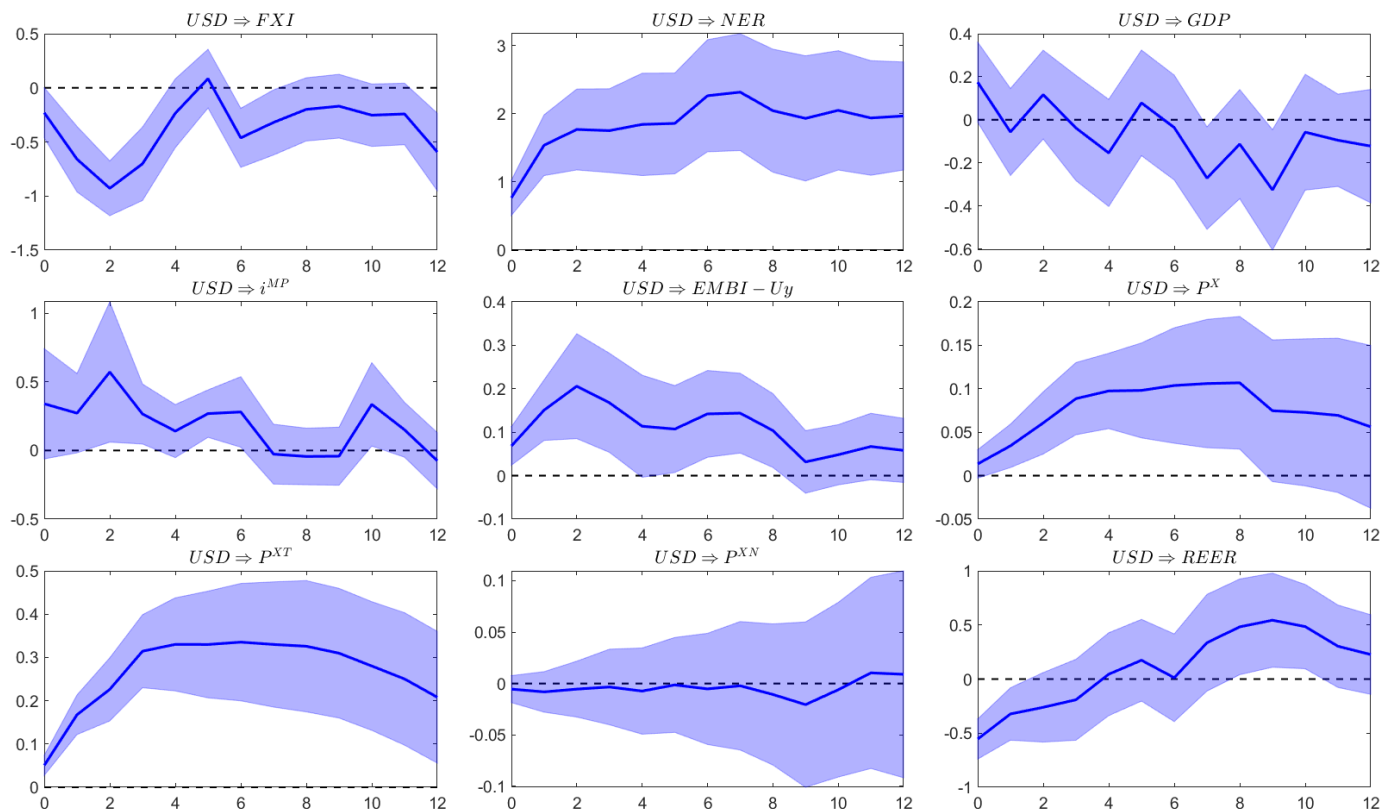 USD ⇒ FXI
0.5
0
-0.5
-1
-1.5
0 2 4 6 8 10 12
USD ⇒ NER
3
2
1
0
0 2 4 6 8 10 12
USD ⇒ GDP
0.4
0.2
0
-0.2
-0.4
-0.6
0 2 4 6 8 10 12
USD ⇒ i^{MP}
1
0.5
0
-0.5
0 2 4 6 8 10 12
USD ⇒ EMBI − Uy
0.4
0.3
0.2
0.1
0
-0.1
0 2 4 6 8 10 12
USD ⇒ P^X
0.2
0.15
0.1
0.05
0
-0.05
0 2 4 6 8 10 12
USD ⇒ P^{XT}
0.5
0.4
0.3
0.2
0.1
0
0 2 4 6 8 10 12
USD ⇒ P^{XN}
0.1
0.05
0
-0.05
-0.1
0 2 4 6 8 10 12
USD ⇒ REER
1
0.5
0
-0.5
-1
0 2 4 6 8 10 12